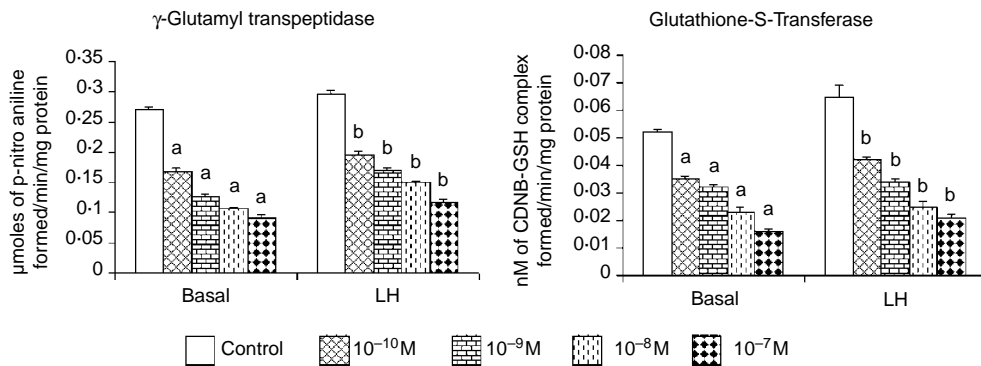 γ-Glutamyl transpeptidase
μmoles of p-nitro aniline
formed/min/mg protein
0·35
0·3
0·25
0·2
0·15
0·1
0·05
0
a
a
a
a
b
b
b
b
Basal
LH
Glutathione-S-Transferase
nM of CDNB-GSH complex
formed/min/mg protein
0·08
0·07
0·06
0·05
0·04
0·03
0·02
0·01
0
a
a
a
a
b
b
b
b
Basal
LH
Control
10⁻¹⁰M
10⁻⁹M
10⁻⁸M
10⁻⁷M